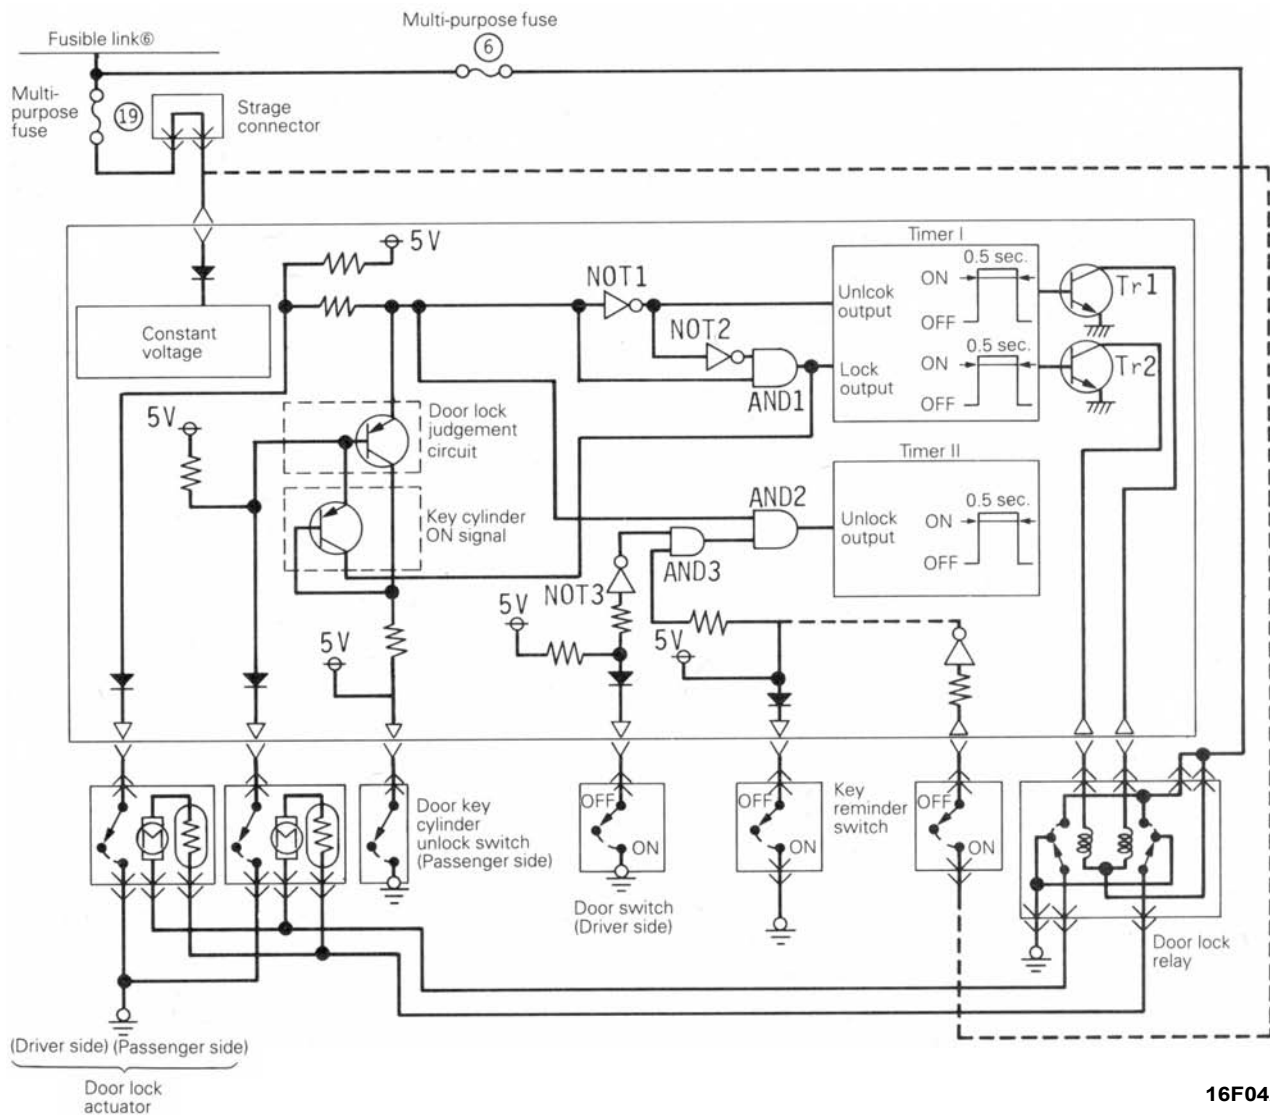 Multi-purpose fuse
6
Fusible link⑥
Multi-
purpose
fuse
19
Strage
connector
5V
Timer I
NOT1
Unlcok
output
ON
OFF
0.5 sec.
Tr1
Constant
voltage
NOT2
AND1
Lock
output
ON
OFF
0.5 sec.
Tr2
5V
Door lock
judgement
circuit
Timer II
Key cylinder
ON signal
AND2
Unlock
output
ON
OFF
0.5 sec.
AND3
NOT3
5V
5V
5V
OFF
ON
Door key
cylinder
unlock switch
(Passenger side)
Door switch
(Driver side)
OFF
ON
Key
reminder
switch
OFF
ON
Door lock
relay
M
M
(Driver side)
(Passenger side)
Door lock
actuator
16F04